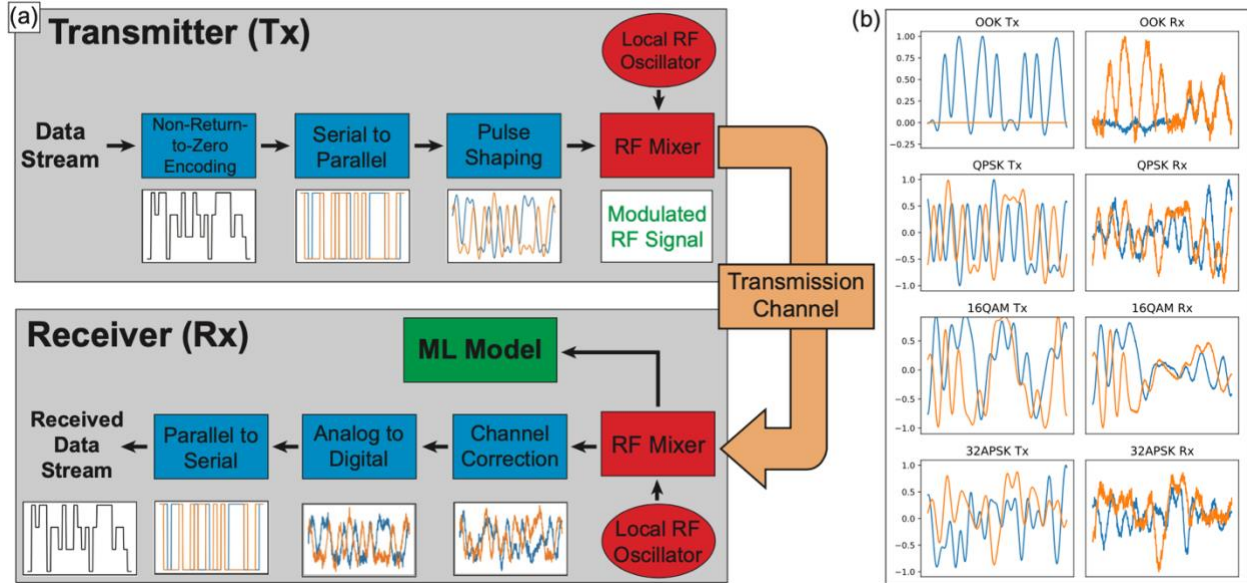 (a)
Transmitter (Tx)
Local RF
Oscillator
Data
Stream
Non-Return-
to-Zero
Encoding
Serial to
Parallel
Pulse
Shaping
RF Mixer
Modulated
RF Signal
Transmission
Channel
Receiver (Rx)
ML Model
Received
Data
Stream
Parallel to
Serial
Analog to
Digital
Channel
Correction
RF Mixer
Local RF
Oscillator
(b)
OOK Tx
OOK Rx
1.00
0.75
0.50
0.25
0.00
−0.25
QPSK Tx
QPSK Rx
1.0
0.5
0.0
−0.5
−1.0
16QAM Tx
16QAM Rx
0.5
0.0
−0.5
−1.0
32APSK Tx
32APSK Rx
1.0
0.5
0.0
−0.5
−1.0